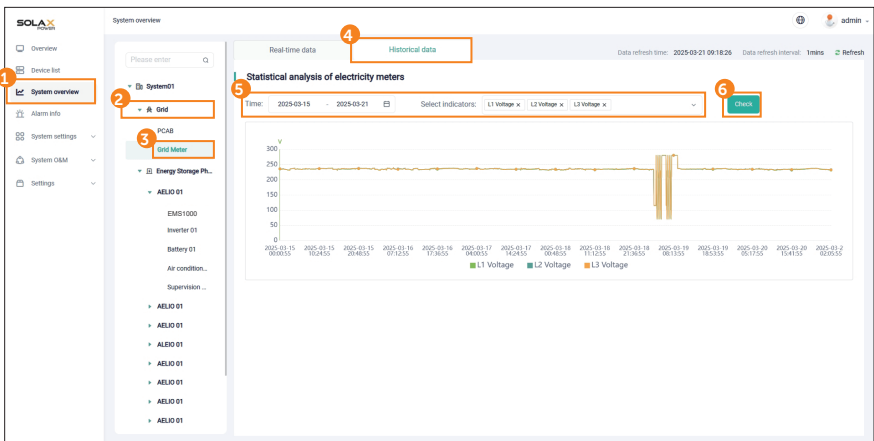 SOLAX
POWER
System overview
admin
Overview
Device list
1
System overview
Alarm info
System settings
System O&M
Settings
Please enter
System01
2
Grid
PCAB
3
Grid Meter
Energy Storage Ph...
AELIO 01
EMS1000
Inverter 01
Battery 01
Air condition...
Supervision ...
AELIO 01
AELIO 01
ALEIO 01
AELIO 01
AELIO 01
AELIO 01
AELIO 01
Real-time data
4
Historical data
Data refresh time: 2025-03-21 09:18:26 Data refresh interval: 1mins Refresh
Statistical analysis of electricity meters
5
Time: 2025-03-15 - 2025-03-21 Select Indicators: L1 Voltage x L2 Voltage x L3 Voltage x
6
Check
V
300
250
200
150
100
50
0
2025-03-15 2025-03-15 2025-03-15 2025-03-16 2025-03-16 2025-03-17 2025-03-17 2025-03-18 2025-03-18 2025-03-18 2025-03-19 2025-03-19 2025-03-20 2025-03-20 2025-03-2
00:00:55 10:24:55 20:48:55 07:12:55 17:36:55 04:00:55 14:24:55 00:48:55 11:12:55 21:36:55 08:13:55 18:53:55 05:17:55 15:41:55 02:05:55
L1 Voltage L2 Voltage L3 Voltage